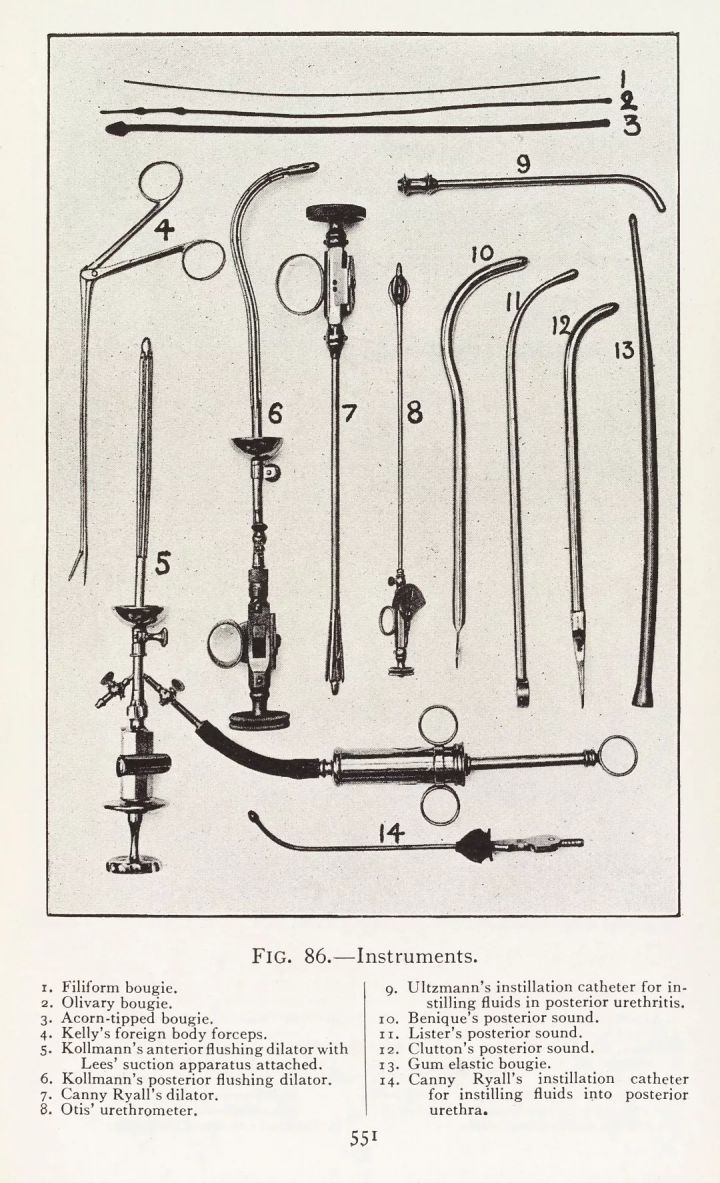 1
2
3
9
4
10
11
12
13
6
7
8
5
14
FIG. 86.—Instruments.
1. Filiform bougie.
2. Olivary bougie.
3. Acorn-tipped bougie.
4. Kelly's foreign body forceps.
5. Kollmann's anterior flushing dilator with
Lees' suction apparatus attached.
6. Kollmann's posterior flushing dilator.
7. Canny Ryall's dilator.
8. Otis' urethrometer.
9. Ultzmann's instillation catheter for in-
stilling fluids in posterior urethritis.
10. Benique's posterior sound.
11. Lister's posterior sound.
12. Clutton's posterior sound.
13. Gum elastic bougie.
14. Canny Ryall's instillation catheter
for instilling fluids into posterior
urethra.
551